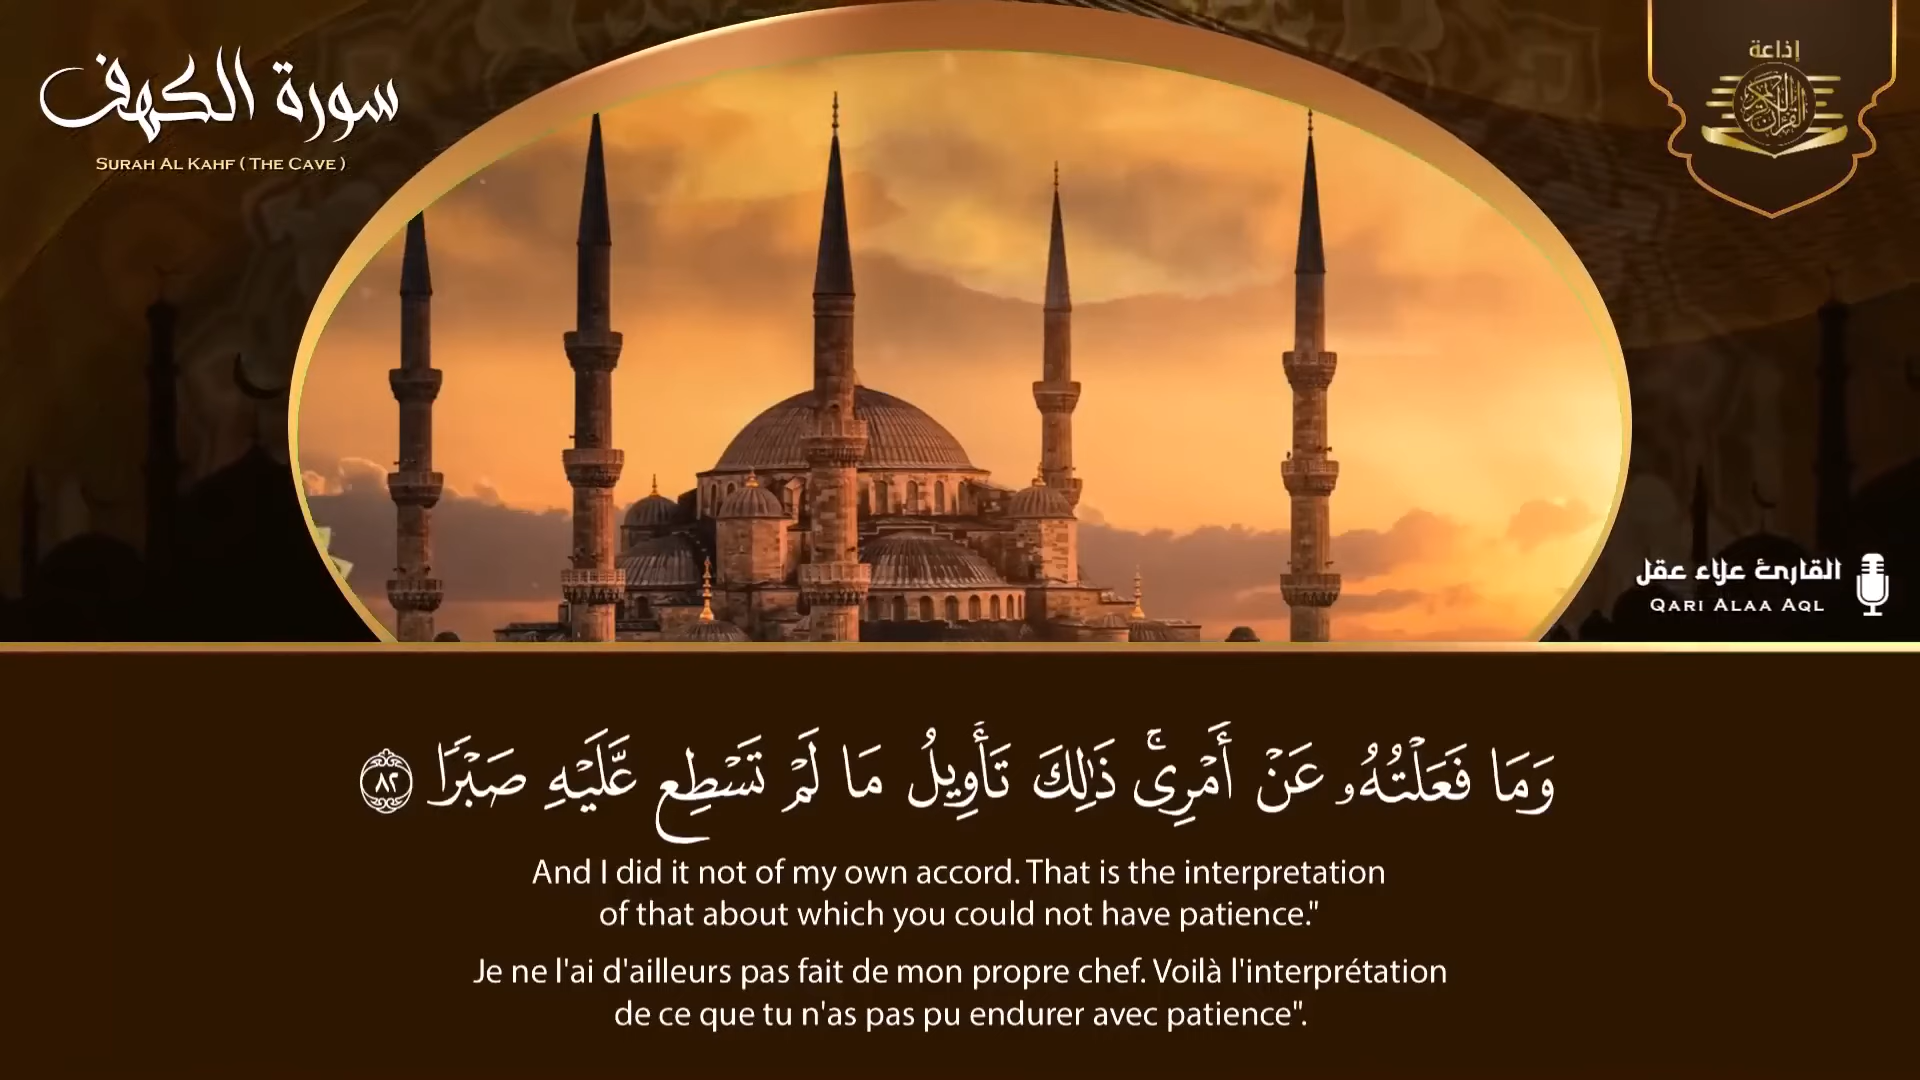 سورة الكهف
SURAH AL KAHF ( THE CAVE )
إذاعة
القرآن الكريم
القارئ علاء عقل
QARI ALAA AQL
وَمَا فَعَلْتُهُۥ عَنْ أَمْرِىۚ ذَٰلِكَ تَأْوِيلُ مَا لَمْ تَسْطِع عَّلَيْهِ صَبْرًا ٨٢
And I did it not of my own accord. That is the interpretation
of that about which you could not have patience."
Je ne l'ai d'ailleurs pas fait de mon propre chef. Voilà l'interprétation
de ce que tu n'as pas pu endurer avec patience".